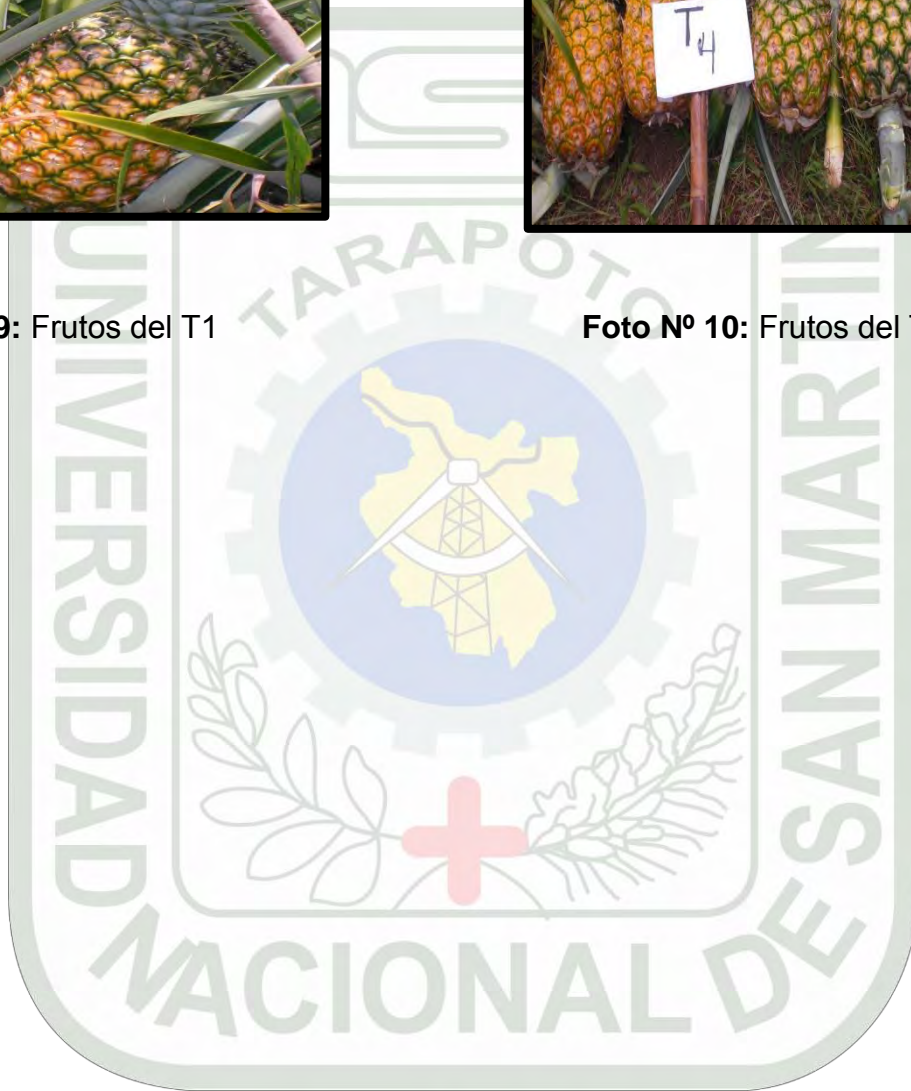 T4
9: Frutos del T1
Foto Nº 10: Frutos del
TARAPOTO
UNIVERSIDAD NACIONAL DE SAN MARTIN